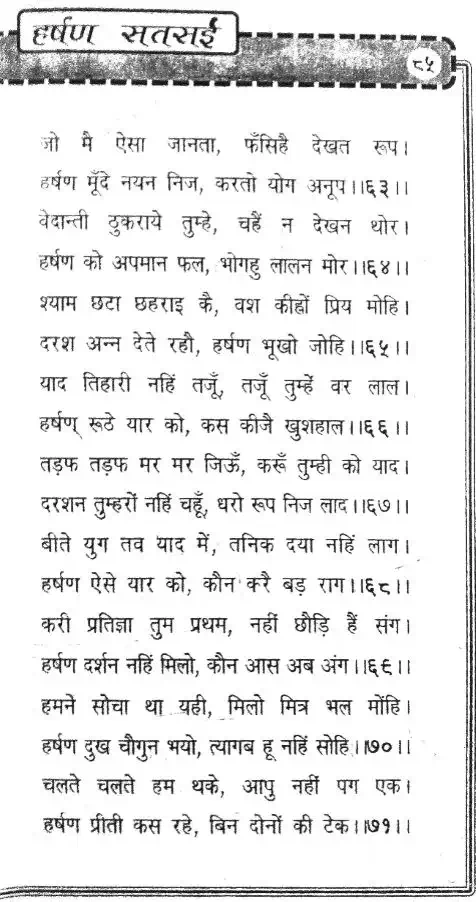 हर्षण सतसई
८५
जो मै ऐसा जानता, फँसिहै देखत रूप।
हर्षण मूँदे नयन निज, करतो योग अनूप।।६३।।
वेदान्ती ठुकराये तुम्हे, चहैं न देखन थोर।
हर्षण को अपमान फल, भोगहु लालन मोर।।६४।।
श्याम छटा छहराइ कै, वश कीह्रों प्रिय मोहि।
दरश अन्न देते रहौ, हर्षण भूखो जोहि।।६५।।
याद तिहारी नहिं तजूँ, तजूँ तुम्हें वर लाल।
हर्षण् रूठे यार को, कस कीजै खुशहाल।।६६।।
तड़फ तड़फ मर मर जिऊँ, करूँ तुम्ही को याद।
दरशन तुम्हरों नहिं चहूँ, धरो रूप निज लाद।।६७।।
बीते युग तव याद में, तनिक दया नहिं लाग।
हर्षण ऐसे यार को, कौन करै बड़ राग।।६८।।
करी प्रतिज्ञा तुम प्रथम, नहीं छौड़ि हैं संग।
हर्षण दर्शन नहिं मिलो, कौन आस अब अंग।।६९।।
हमने सोचा था यही, मिलो मित्र भल मोंहि।
हर्षण दुख चौगुन भयो, त्यागब हू नहिं सोहि।।७०।।
चलते चलते हम थके, आपु नहीं पग एक।
हर्षण प्रीती कस रहे, बिन दोनों की टेक।।७१।।